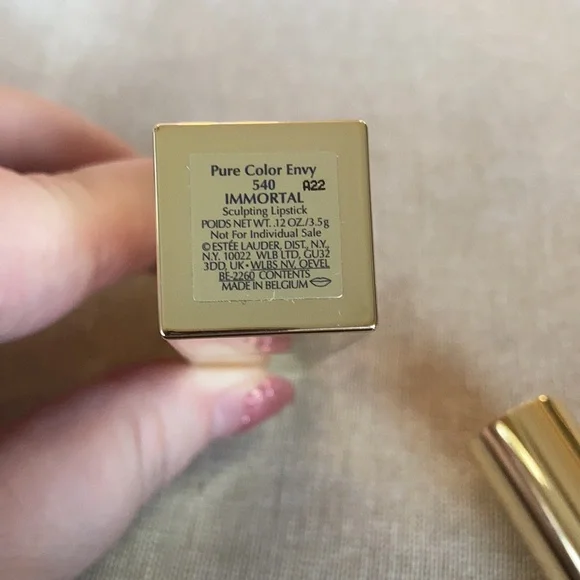 Pure Color Envy
540 A22
IMMORTAL
Sculpting Lipstick
POIDS NET WT. .12 OZ./3.5g
Not For Individual Sale
©ESTÉE LAUDER, DIST. N.Y.
N.Y. 10022 WLB LTD, GU32
3DD, UK•WLBS NV, OEVEL
BE-2260 CONTENTS
MADE IN BELGIUM